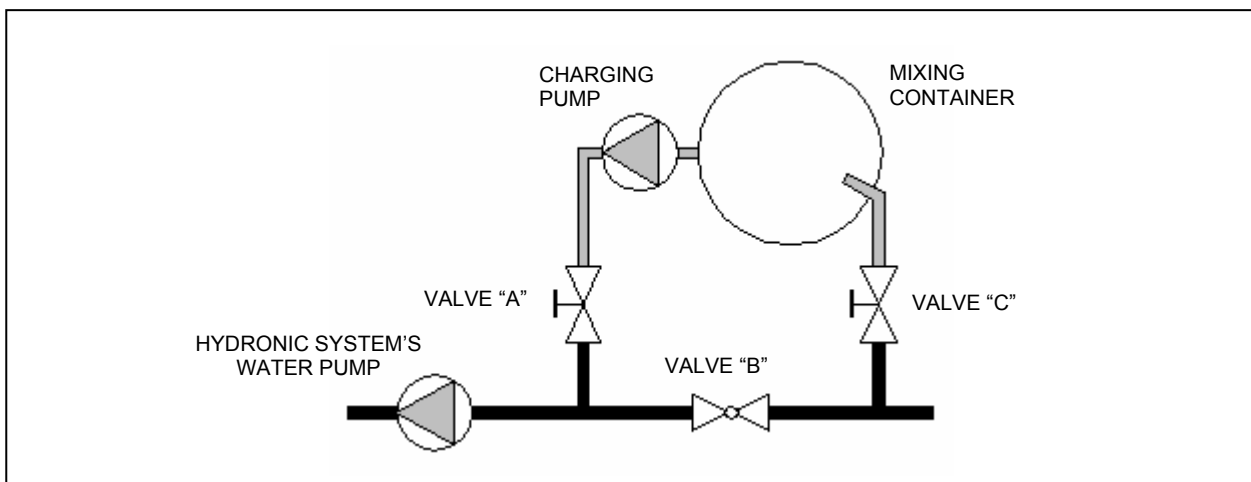 CHARGING
PUMP
MIXING
CONTAINER
VALVE “A”
VALVE “C”
HYDRONIC SYSTEM’S
WATER PUMP
VALVE “B”